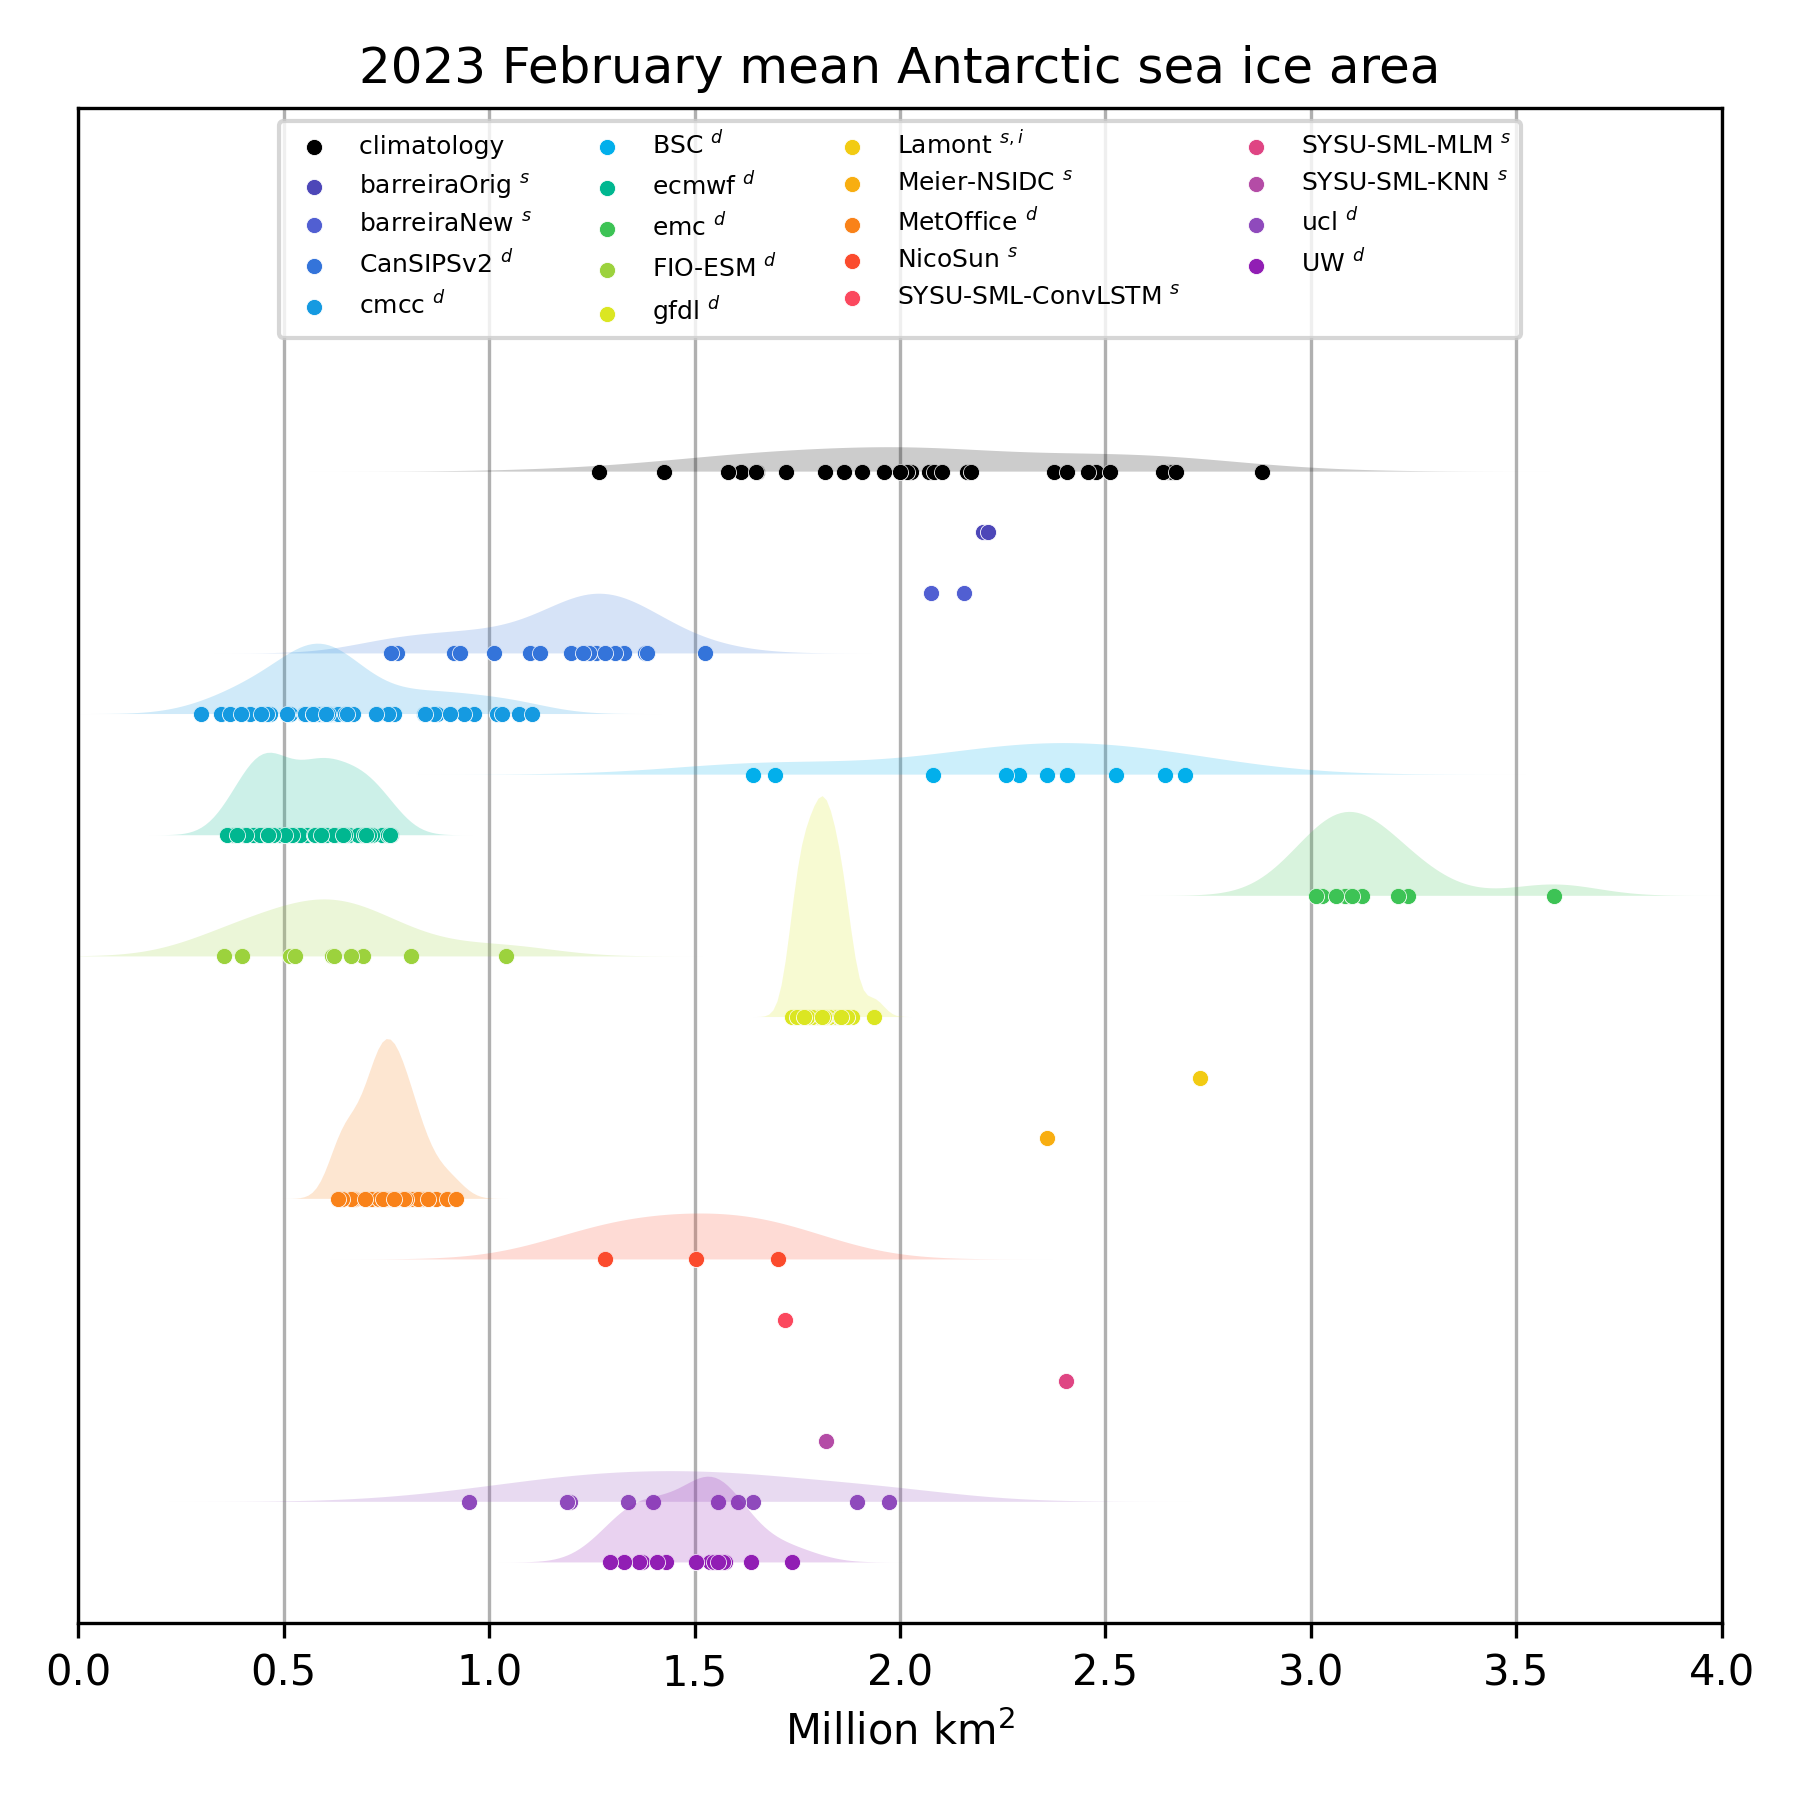 2023 February mean Antarctic sea ice area
climatology
barreiraOrig s
barreiraNew s
CanSIPSv2 d
cmcc d
BSC d
ecmwf d
emc d
FIO-ESM d
gfdl d
Lamont s,i
Meier-NSIDC s
MetOffice d
NicoSun s
SYSU-SML-ConvLSTM s
SYSU-SML-MLM s
SYSU-SML-KNN s
ucl d
UW d
0.0 0.5 1.0 1.5 2.0 2.5 3.0 3.5 4.0
Million km²